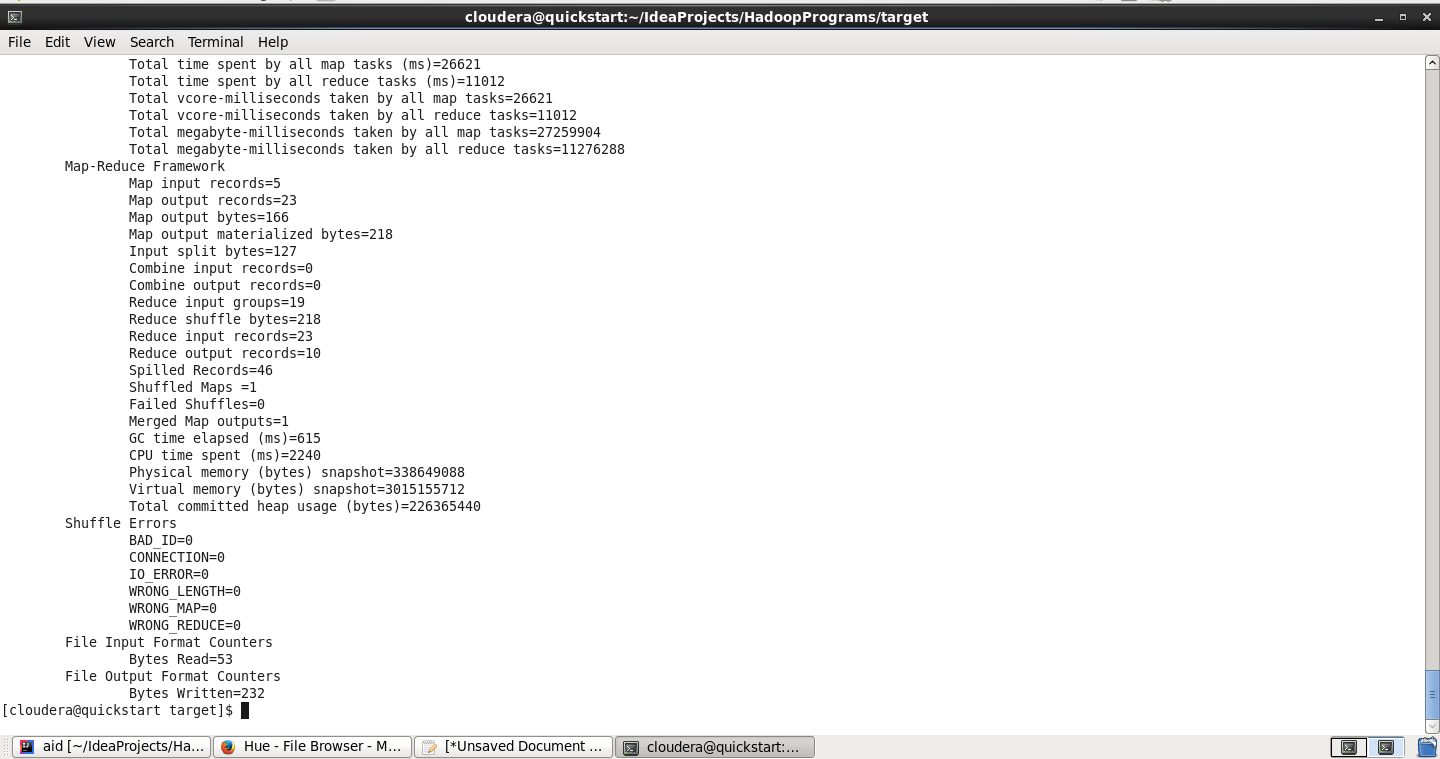 cloudera@quickstart:~/IdeaProjects/HadoopPrograms/target
File Edit View Search Terminal Help
Total time spent by all map tasks (ms)=26621
Total time spent by all reduce tasks (ms)=11012
Total vcore-milliseconds taken by all map tasks=26621
Total vcore-milliseconds taken by all reduce tasks=11012
Total megabyte-milliseconds taken by all map tasks=27259904
Total megabyte-milliseconds taken by all reduce tasks=11276288
Map-Reduce Framework
Map input records=5
Map output records=23
Map output bytes=166
Map output materialized bytes=218
Input split bytes=127
Combine input records=0
Combine output records=0
Reduce input groups=19
Reduce shuffle bytes=218
Reduce input records=23
Reduce output records=10
Spilled Records=46
Shuffled Maps =1
Failed Shuffles=0
Merged Map outputs=1
GC time elapsed (ms)=615
CPU time spent (ms)=2240
Physical memory (bytes) snapshot=338649088
Virtual memory (bytes) snapshot=3015155712
Total committed heap usage (bytes)=226365440
Shuffle Errors
BAD_ID=0
CONNECTION=0
IO_ERROR=0
WRONG_LENGTH=0
WRONG_MAP=0
WRONG_REDUCE=0
File Input Format Counters
Bytes Read=53
File Output Format Counters
Bytes Written=232
[cloudera@quickstart target]$
aid [~/IdeaProjects/Ha... Hue - File Browser - M... [*Unsaved Document ... cloudera@quickstart:...